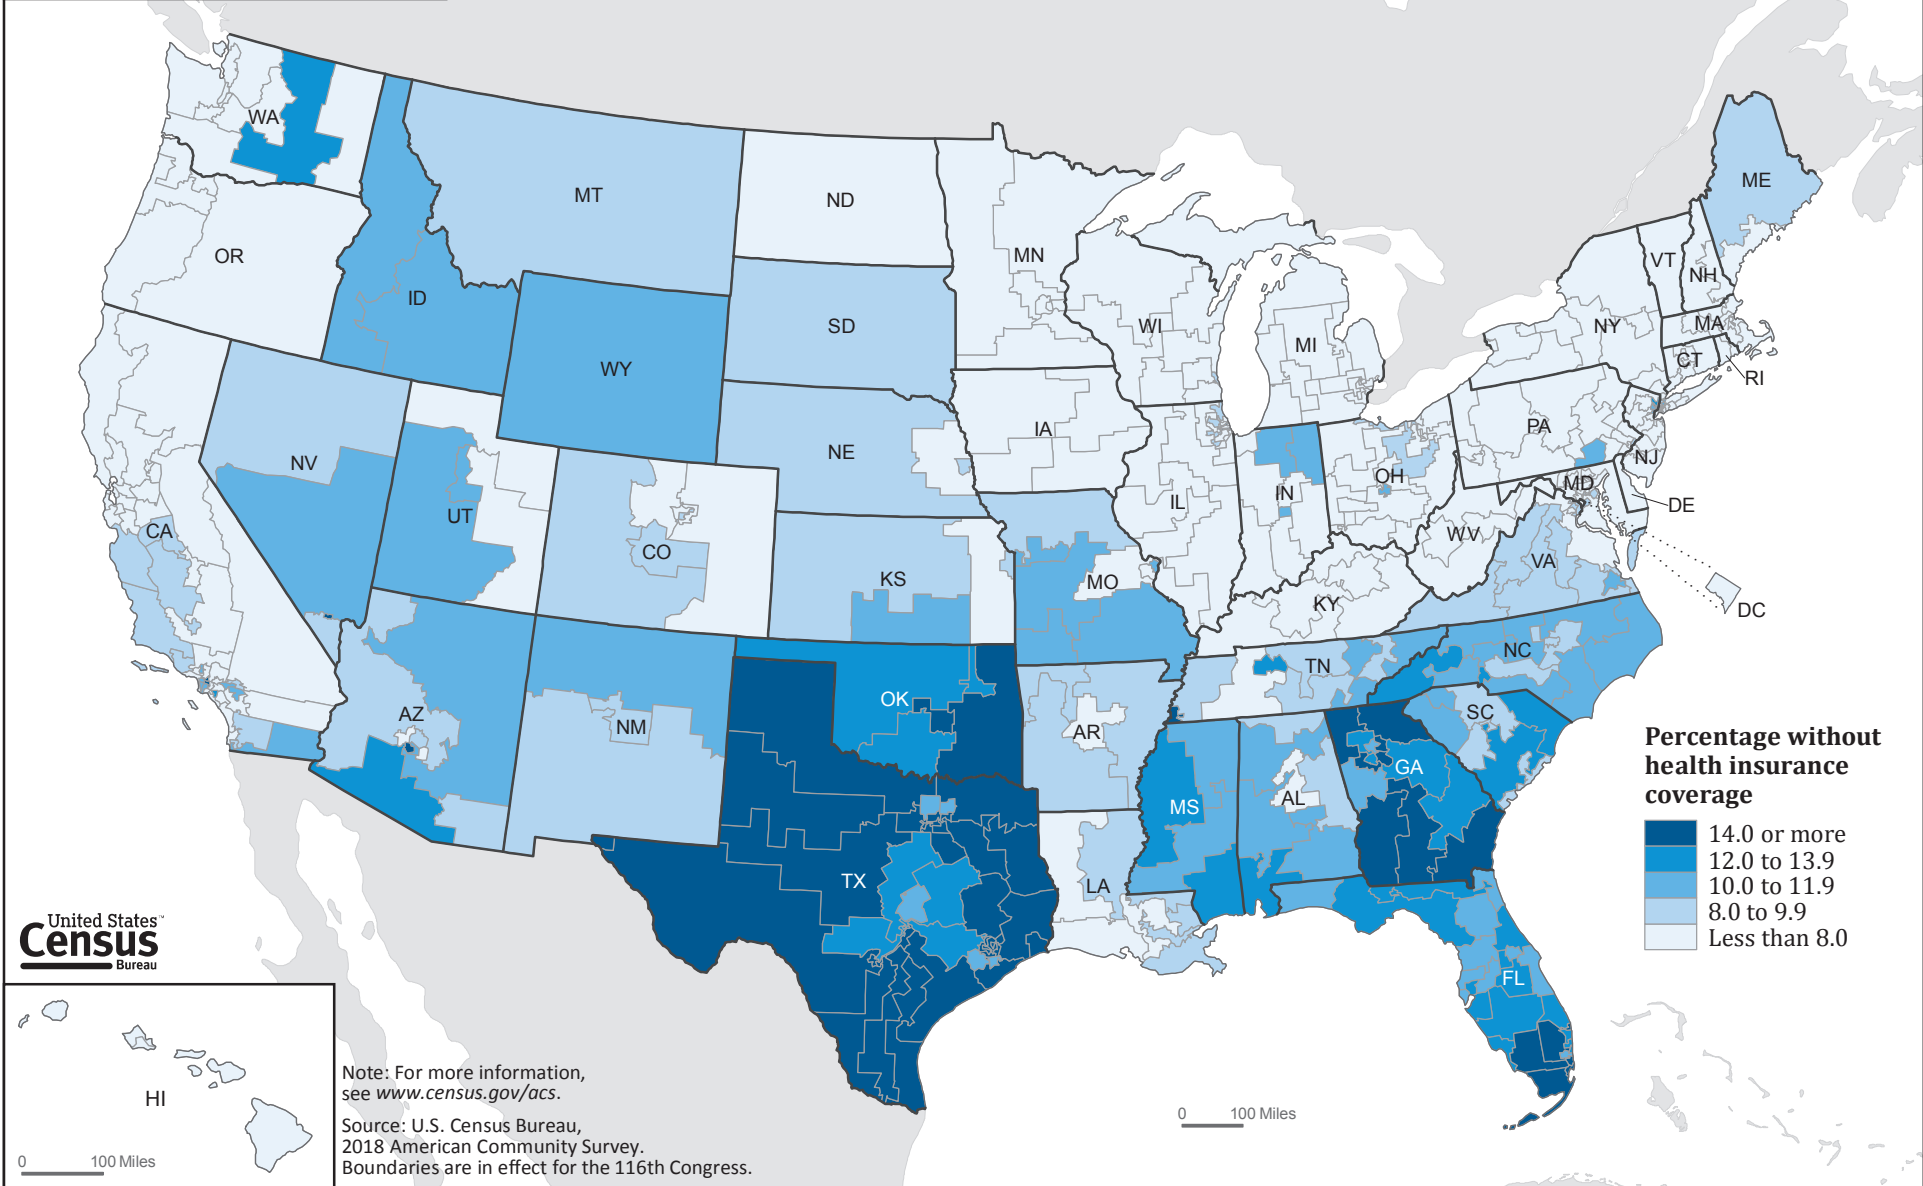 WA
MT
ND
MN
ME
OR
ID
SD
WI
MI
VT
NH
NY
MA
CT
RI
WY
IA
NE
PA
NJ
NV
UT
CO
CA
KS
MO
IL
IN
OH
MD
DE
WV
VA
DC
KY
AZ
NM
OK
AR
TN
NC
SC
MS
AL
GA
TX
LA
FL
Percentage without
health insurance
coverage
14.0 or more
12.0 to 13.9
10.0 to 11.9
8.0 to 9.9
Less than 8.0
United States™
Census
Bureau
HI
0 100 Miles
Note: For more information,
see www.census.gov/acs.
Source: U.S. Census Bureau,
2018 American Community Survey.
Boundaries are in effect for the 116th Congress.
0 100 Miles